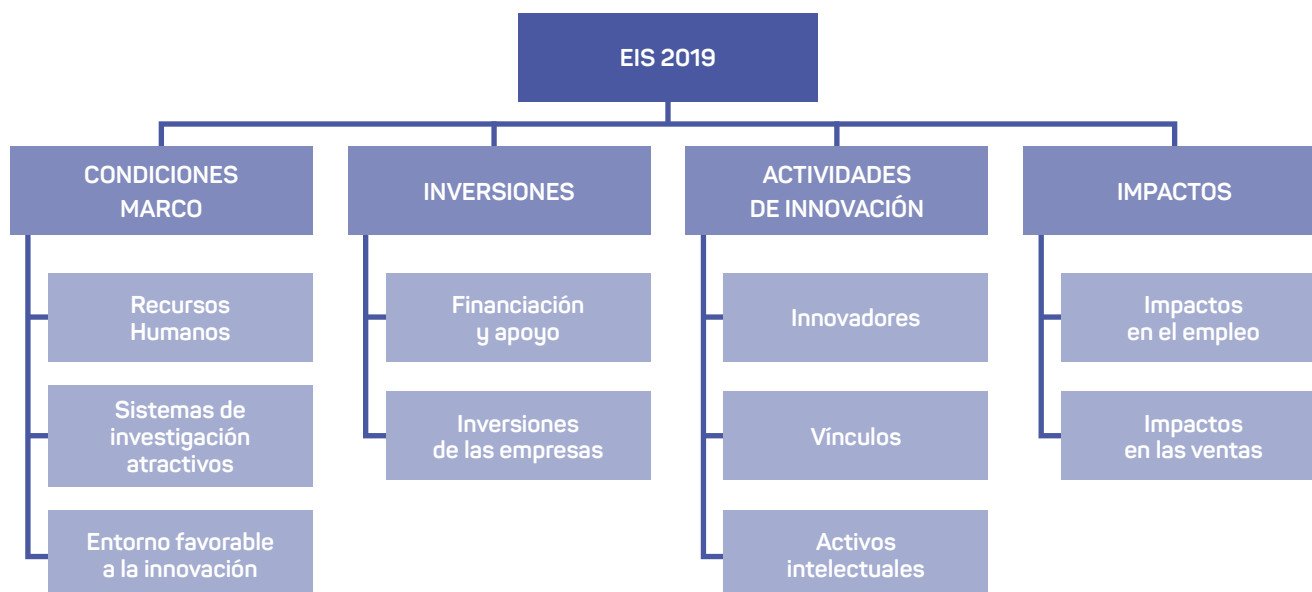 EIS 2019
CONDICIONES
MARCO
INVERSIONES
ACTIVIDADES
DE INNOVACIÓN
IMPACTOS
Recursos
Humanos
Sistemas de
investigación
atractivos
Entorno favorable
a la innovación
Financiación
y apoyo
Inversiones
de las empresas
Innovadores
Vínculos
Activos
intelectuales
Impactos
en el empleo
Impactos
en las ventas